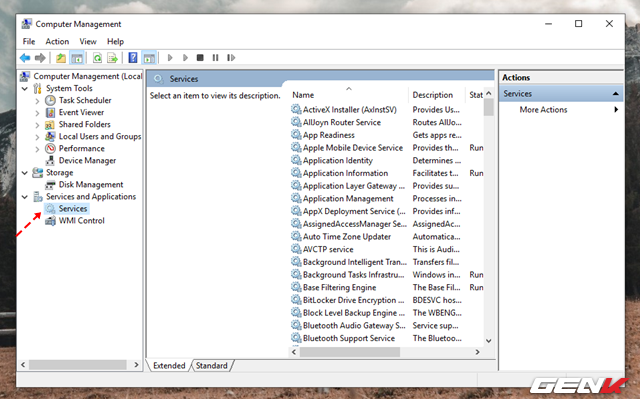 Computer Management
File Action View Help
Computer Management (Local
System Tools
Task Scheduler
Event Viewer
Shared Folders
Local Users and Groups
Performance
Device Manager
Storage
Disk Management
Services and Applications
Services
WMI Control
Services
Select an item to view its description.
Name Description Stat
ActiveX Installer (AxInstSV) Provides Us...
AllJoyn Router Service Routes AllJo...
App Readiness Gets apps re...
Apple Mobile Device Service Provides th... Run
Application Identity Determines ...
Application Information Facilitates t... Run
Application Layer Gateway ... Provides su...
Application Management Processes in...
AppX Deployment Service (... Provides inf...
AssignedAccessManager Se... AssignedAc...
Auto Time Zone Updater Automatica...
AVCTP service This is Audi...
Background Intelligent Tran... Transfers fil...
Background Tasks Infrastru... Windows in... Run
Base Filtering Engine The Base Fil... Run
BitLocker Drive Encryption ... BDESVC hos...
Block Level Backup Engine ... The WBENG...
Bluetooth Audio Gateway S... Service sup...
Bluetooth Support Service The Bluetoo...
Extended Standard
Actions
Services
More Actions
GENK